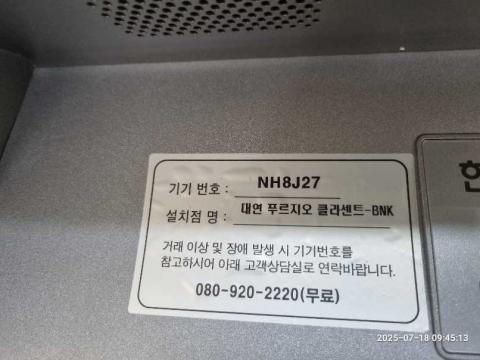 기기 번호 : NH8J27
설치점 명 : 대연 푸르지오 클라센트-BNK
거래 이상 및 장애 발생 시 기기번호를
참고하시어 아래 고객상담실로 연락바랍니다.
080-920-2220(무료)
한
2025-07-18 09:45:13